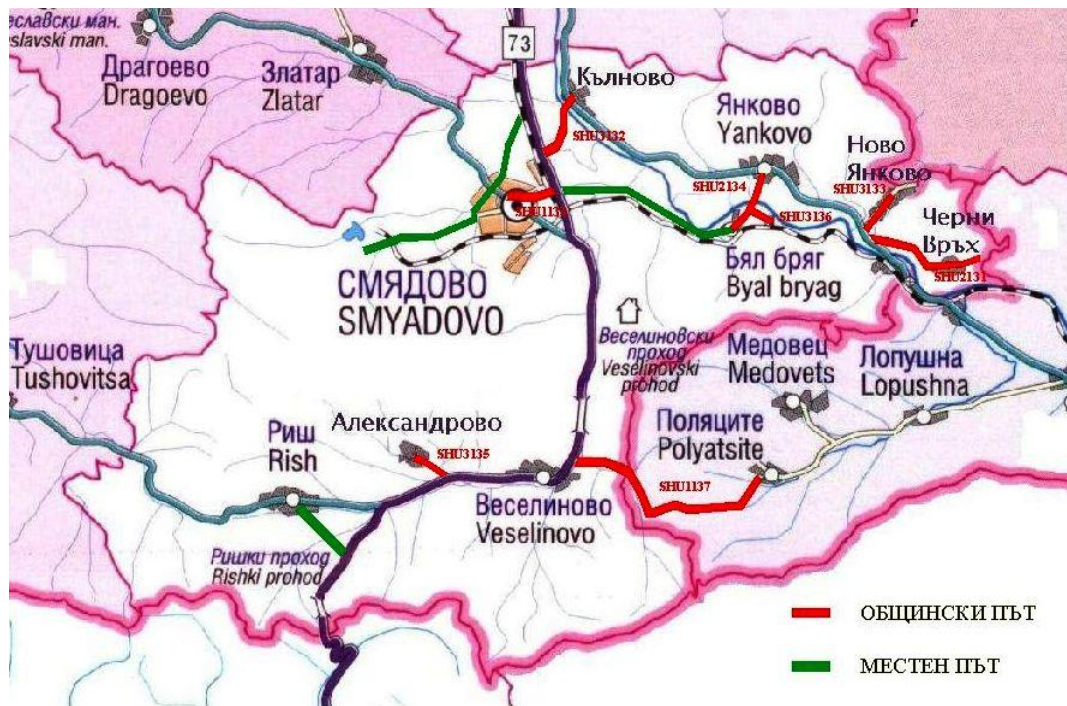 еславски ман.
slavski man.
Драгоево
Dragoevo
Златар
Zlatar
73
Кълново
SHU3132
Янково
Yankovo
SHU2134
Ново
Янково
SHU3133
SHU3136
Черни
Връх
SHU2131
Бял бряг
Byal bryag
СМЯДОВО
SMYADOVO
Веселиновски
проход
Veselinovski
prohod
Медовец
Medovets
Лопушна
Lopushna
Тушовица
Tushovitsa
Александрово
SHU3135
Риш
Rish
Поляците
Polyatsite
SHU1137
Веселиново
Veselinovo
Ришки проход
Rishki prohod
ОБЩИНСКИ ПЪТ
МЕСТЕН ПЪТ